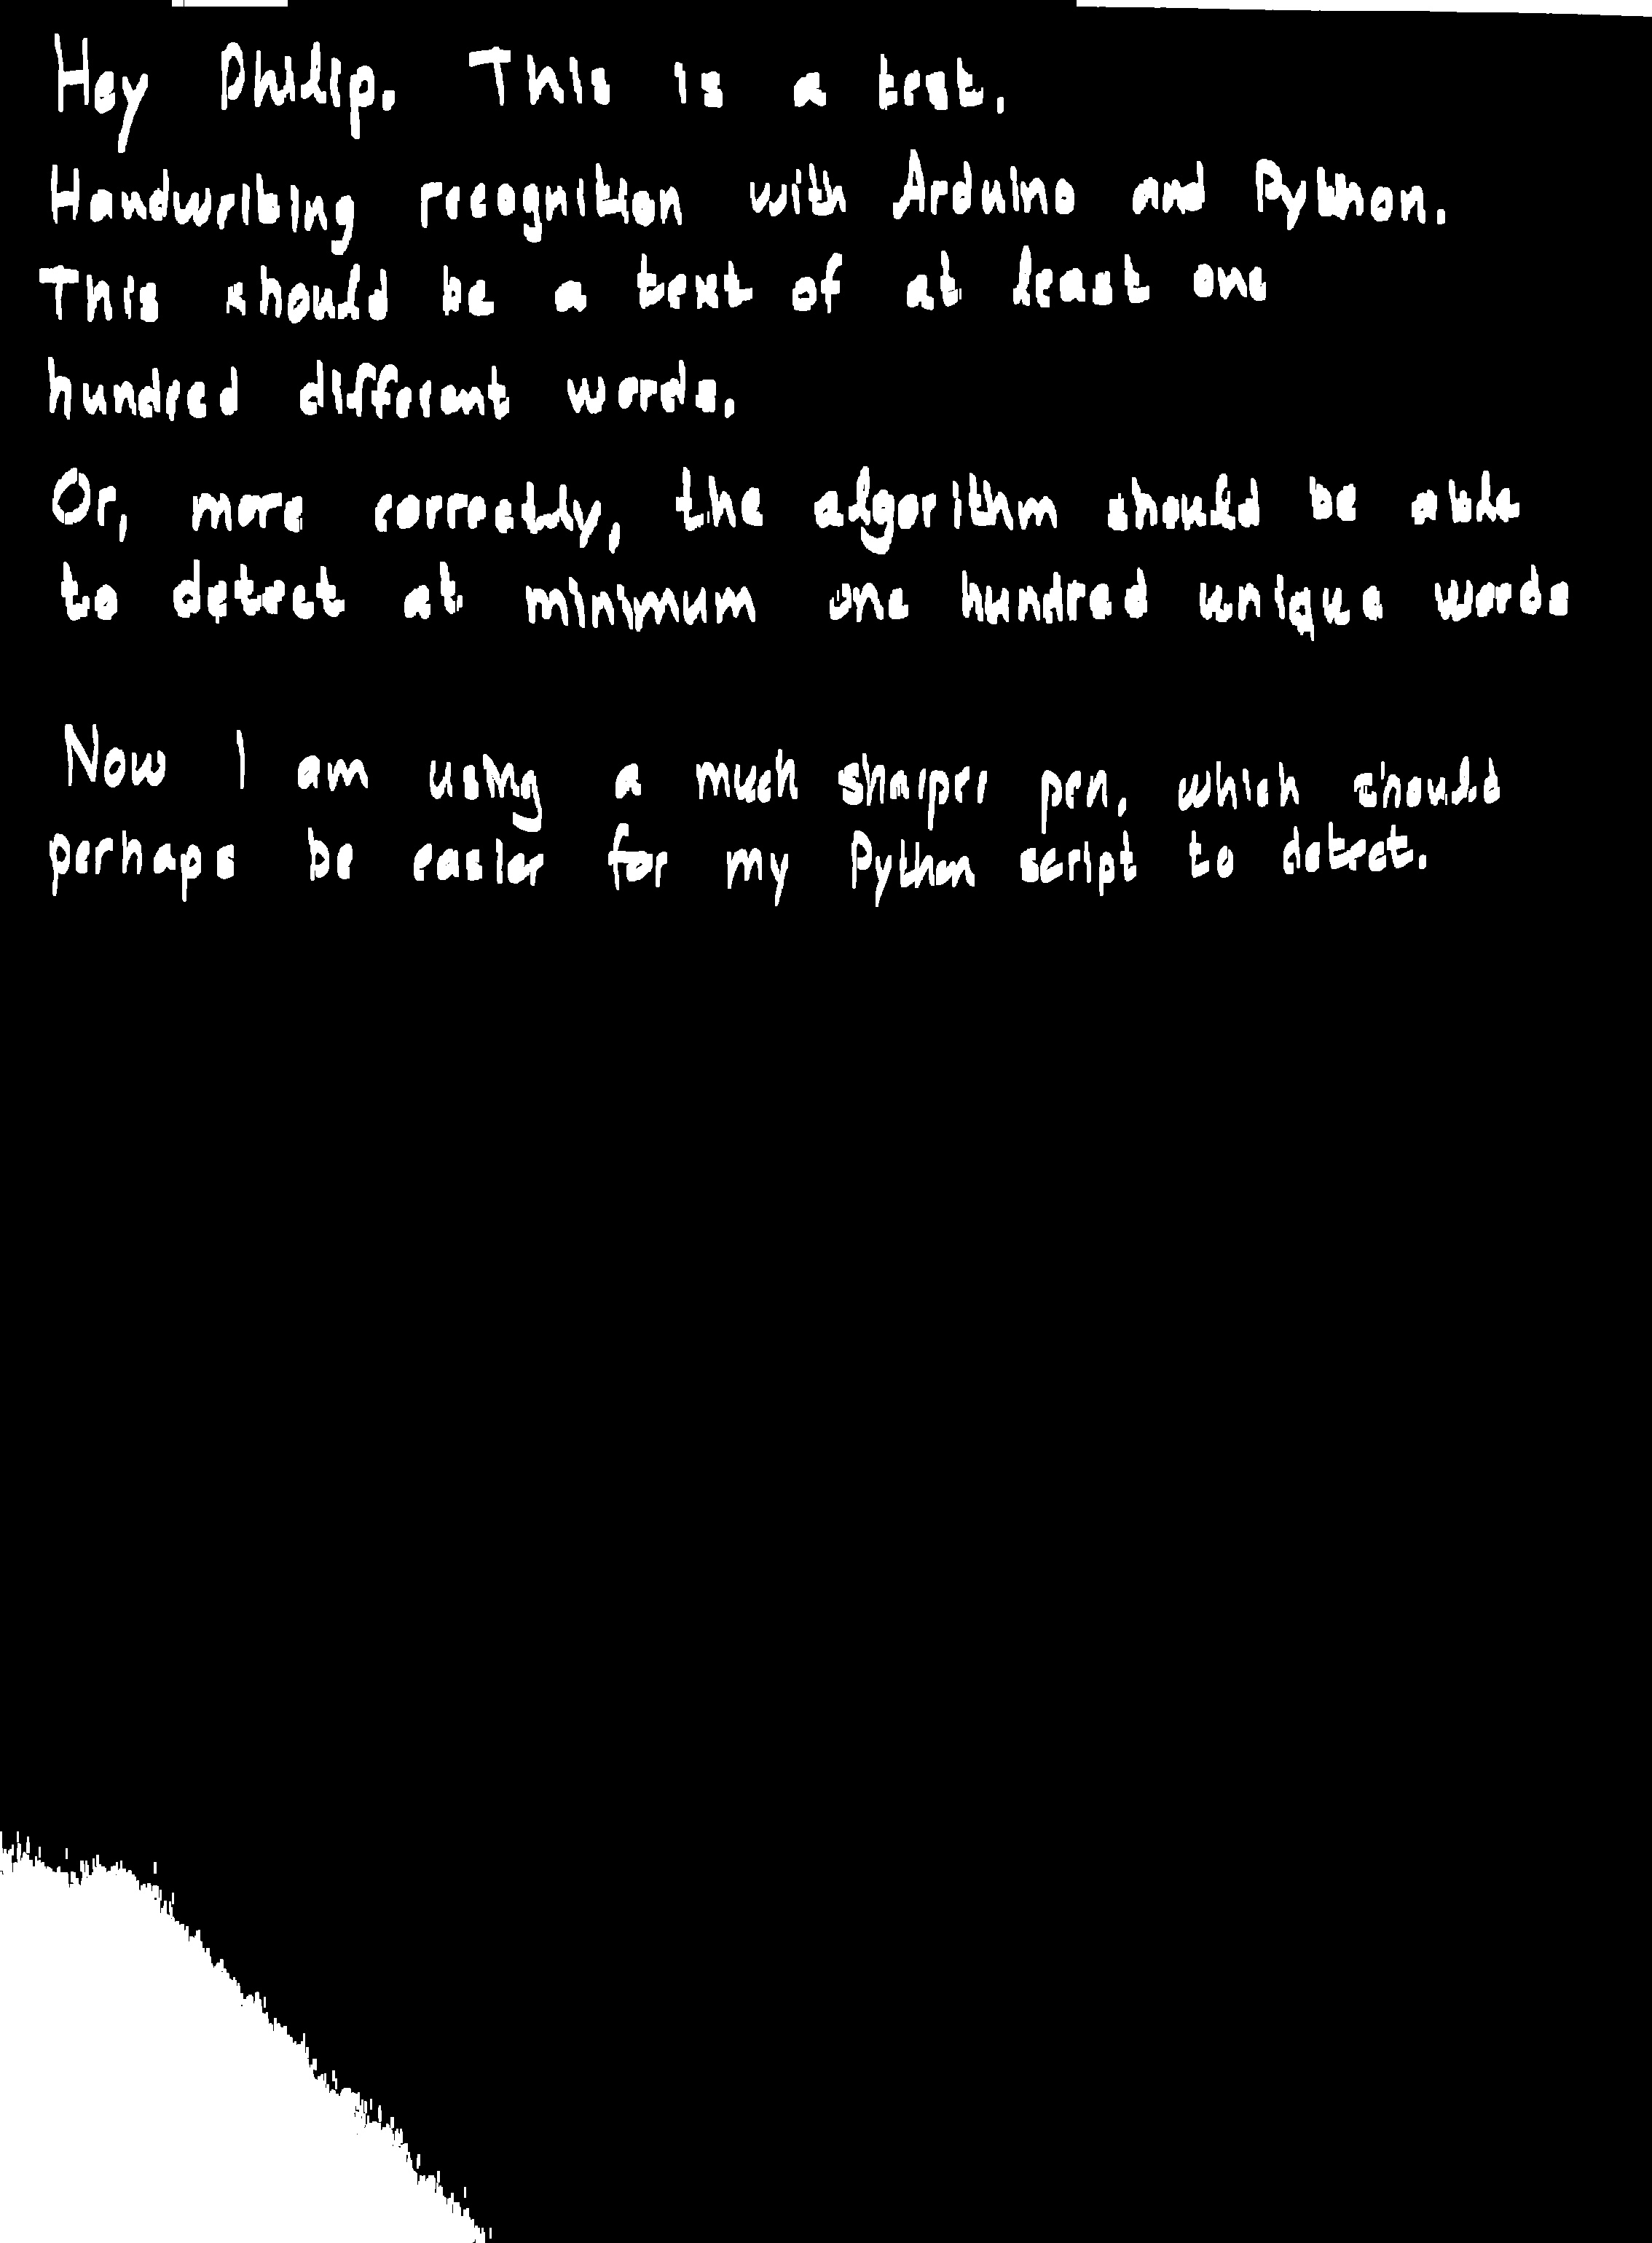 Hey Philip. This is a test.
Handwriting recognition with Arduino and Python.
This should be a text of at least one
hundred different words.
Or, more correctly, the algorithm should be able
to detect at minimum one hundred unique words
Now I am using a much sharper pen, which should
perhaps be easier for my Python script to detect.